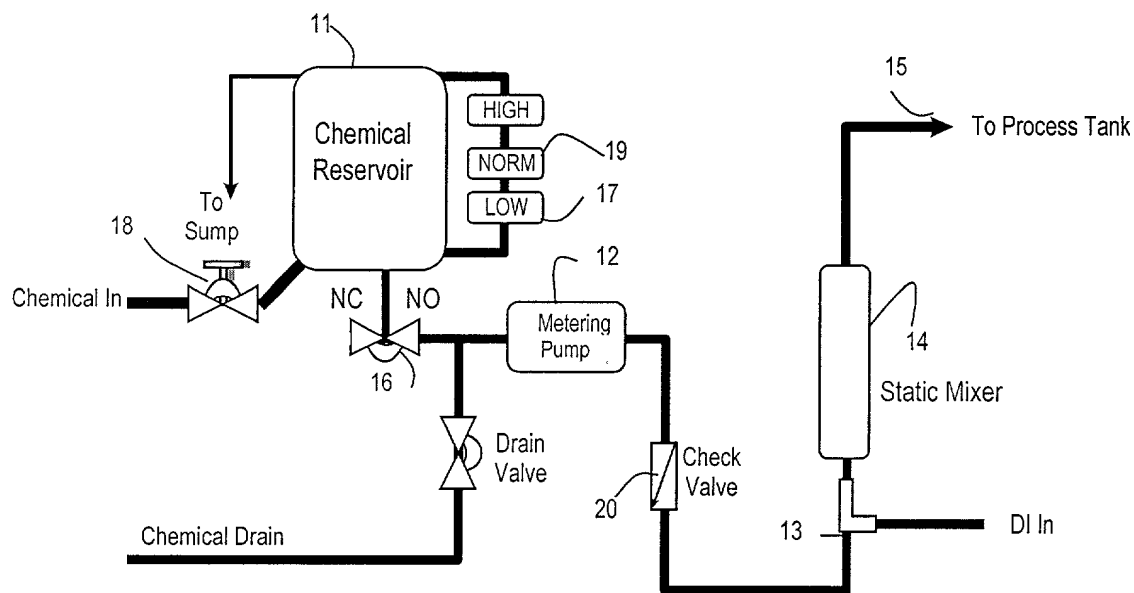 11
15
HIGH
Chemical
Reservoir
To Process Tank
NORM
19
LOW
17
To
Sump
18
12
Chemical In
NC
NO
Metering
Pump
14
16
Static Mixer
Drain
Valve
Check
Valve
20
13
DI In
Chemical Drain